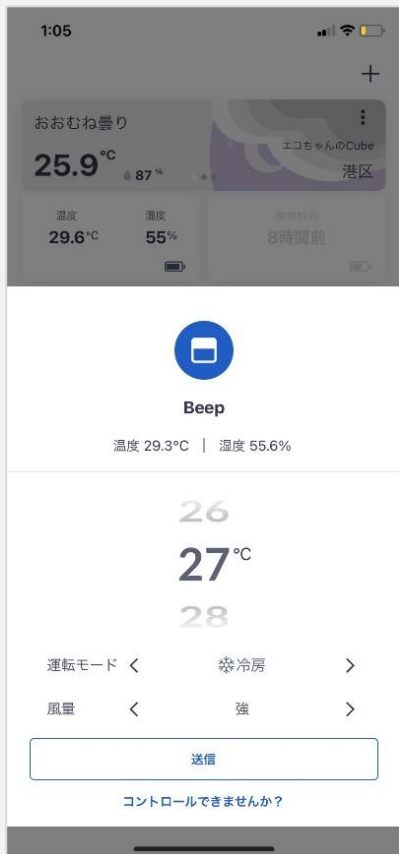 1:05
+
おおむね曇り
エコちゃんのCube
25.9°C 87% 港区
温度 湿度
29.6°C 55%
8時間前
Beep
温度 29.3°C | 湿度 55.6%
26
27°C
28
運転モード < ❄冷房 >
風量 < 強 >
送信
コントロールできませんか？